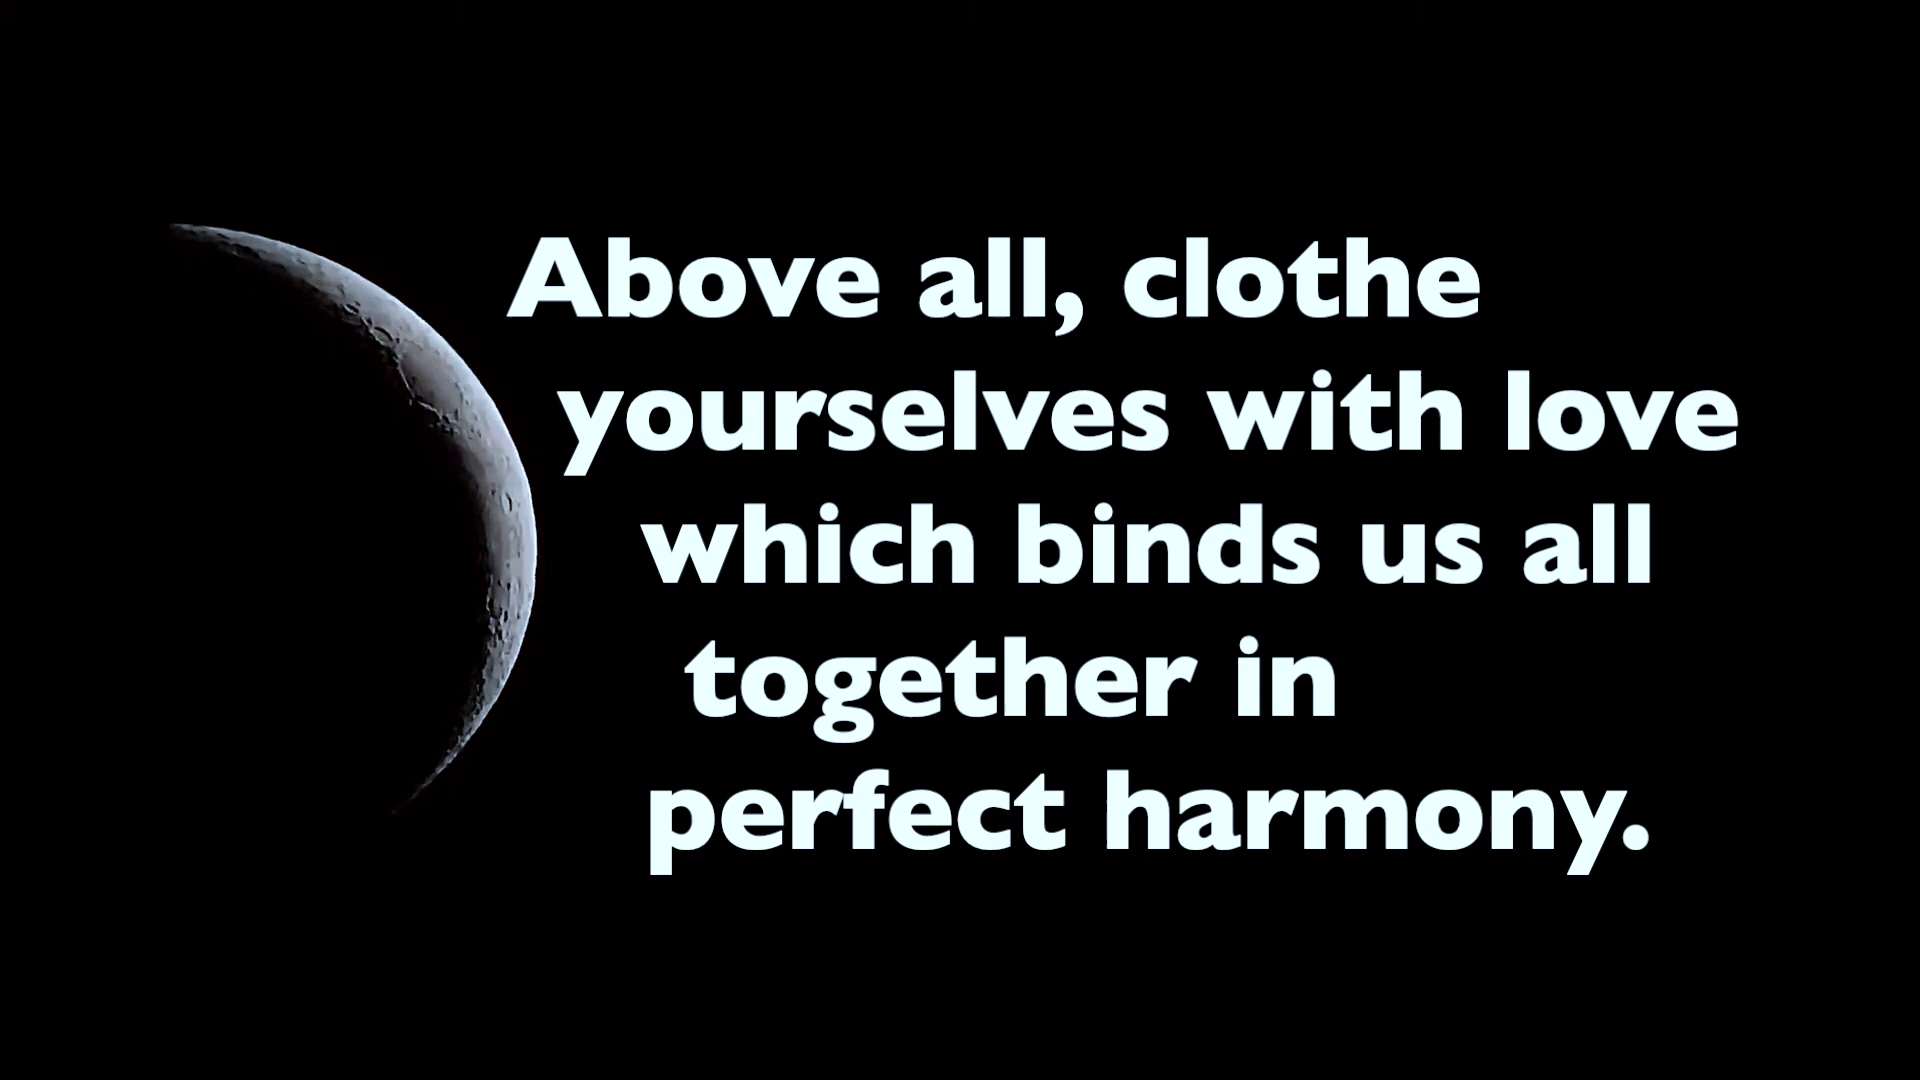 Above all, clothe
yourselves with love
which binds us all
together in
perfect harmony.